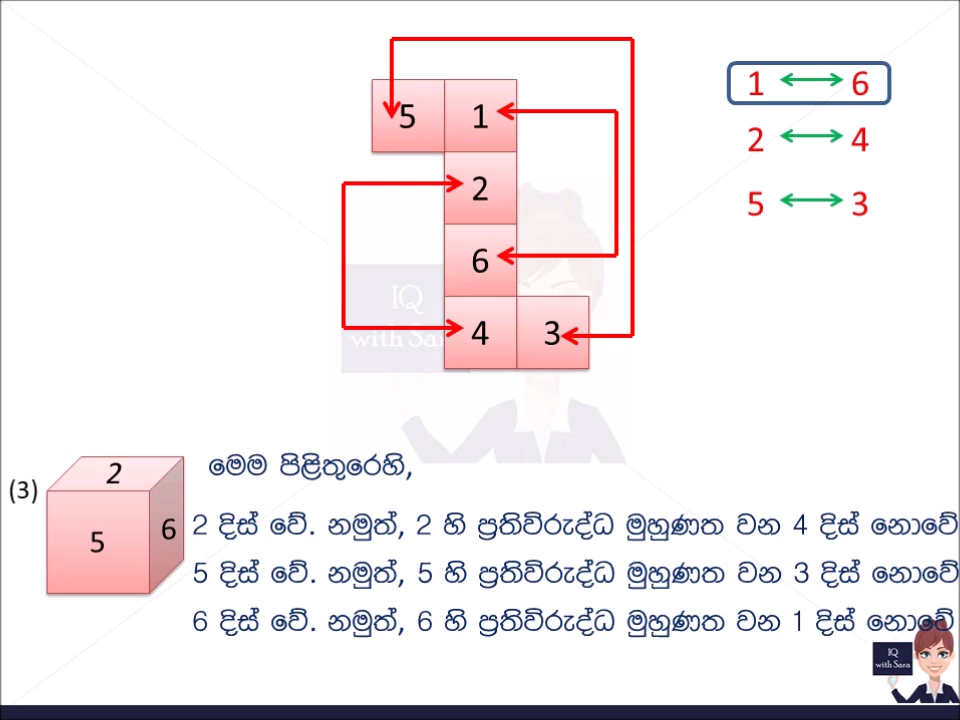 5 1
2
6
4 3
1 ↔ 6
2 ↔ 4
5 ↔ 3
IQ
with Sara
(3)
2
5 6
මෙම පිළිතුරෙහි,
2 දිස් වේ. නමුත්, 2 හි ප්‍රතිවිරුද්ධ මුහුණත වන 4 දිස් නොවේ
5 දිස් වේ. නමුත්, 5 හි ප්‍රතිවිරුද්ධ මුහුණත වන 3 දිස් නොවේ
6 දිස් වේ. නමුත්, 6 හි ප්‍රතිවිරුද්ධ මුහුණත වන 1 දිස් නොවේ
IQ
with Sara